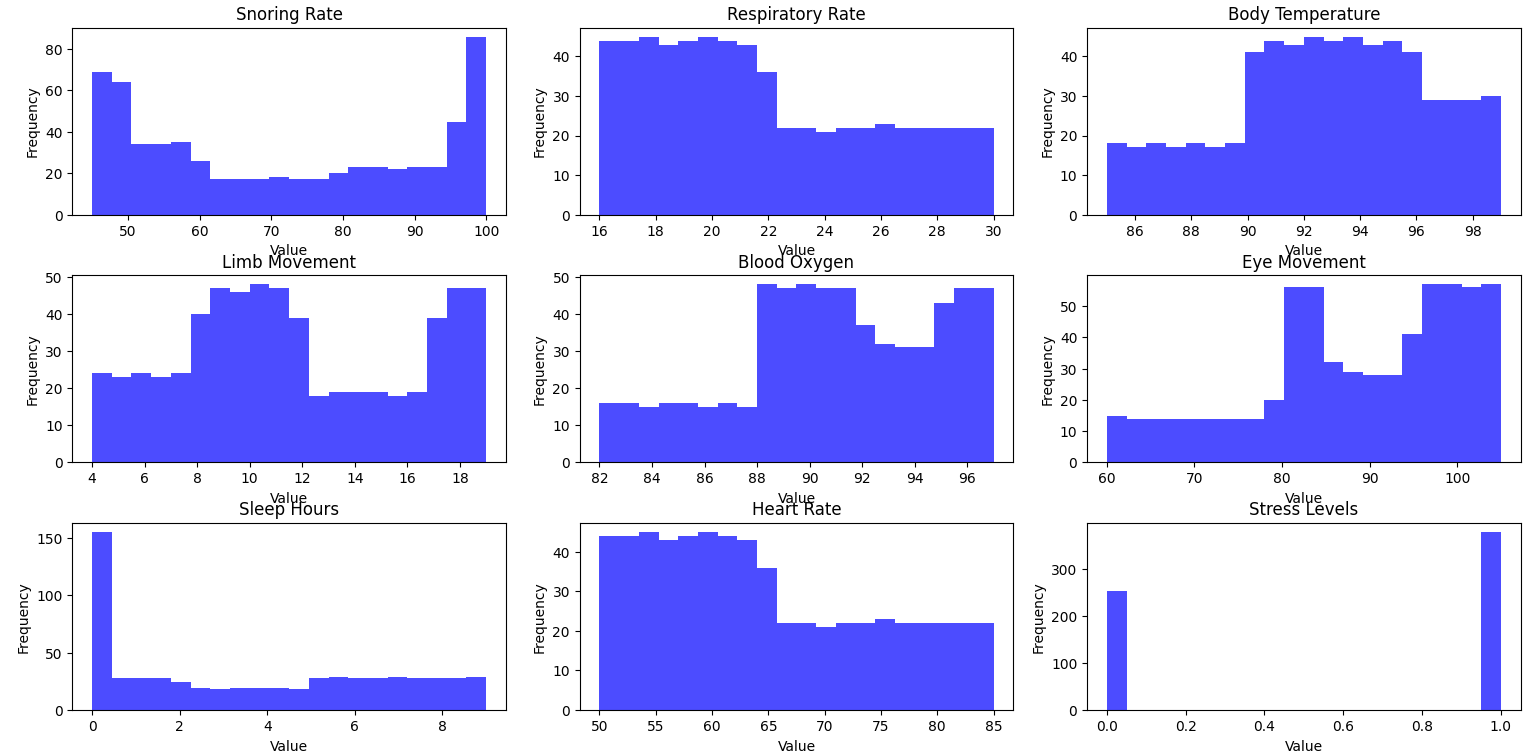 Snoring Rate
Respiratory Rate
Body Temperature
Frequency
80
60
40
20
0
50 60 70 80 90 100
Value
Frequency
40
30
20
10
0
16 18 20 22 24 26 28 30
Value
Frequency
40
30
20
10
0
86 88 90 92 94 96 98
Value
Limb Movement
Blood Oxygen
Eye Movement
Frequency
50
40
30
20
10
0
4 6 8 10 12 14 16 18
Value
Frequency
50
40
30
20
10
0
82 84 86 88 90 92 94 96
Value
Frequency
50
40
30
20
10
0
60 70 80 90 100
Value
Sleep Hours
Heart Rate
Stress Levels
Frequency
150
100
50
0
0 2 4 6 8
Value
Frequency
40
30
20
10
0
50 55 60 65 70 75 80 85
Value
Frequency
300
200
100
0
0.0 0.2 0.4 0.6 0.8 1.0
Value